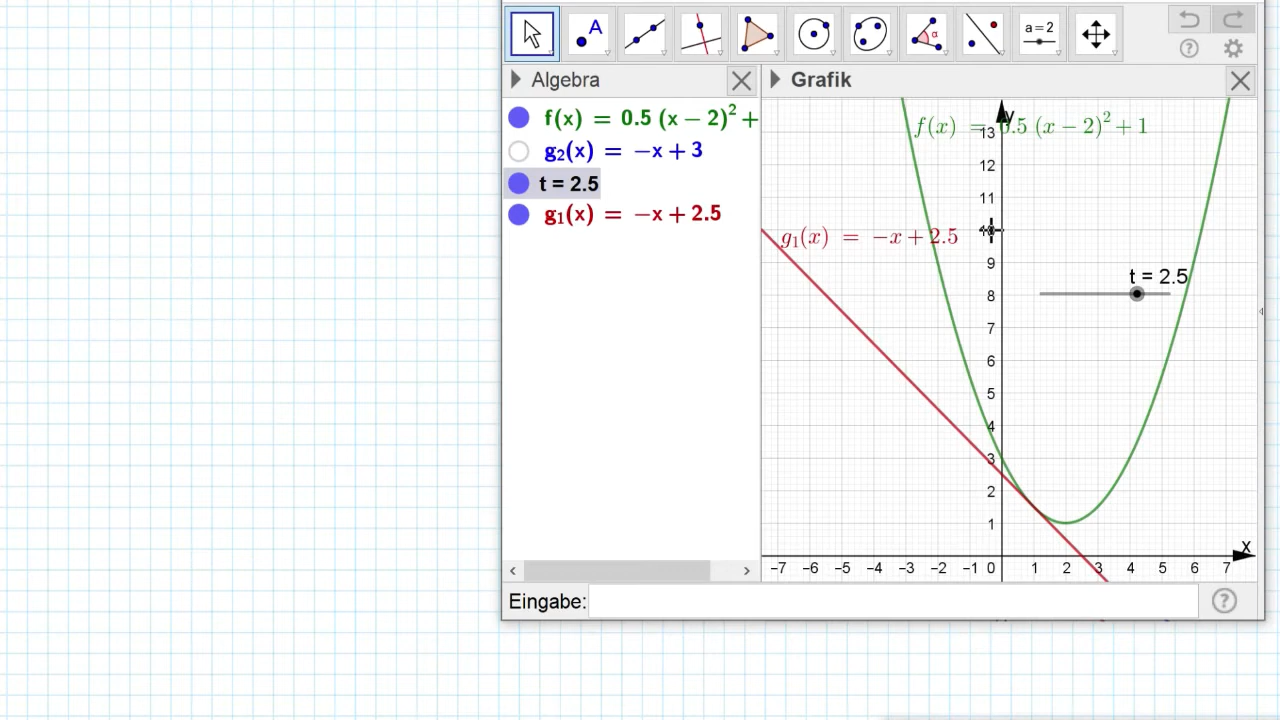 A
α
a = 2
Algebra
Grafik
f(x) = 0.5 (x − 2)² +
g₂(x) = −x + 3
t = 2.5
g₁(x) = −x + 2.5
y
f(x) = 0.5 (x − 2)² + 1
13
12
11
10
g₁(x) = −x + 2.5
9
t = 2.5
8
7
6
5
4
3
2
1
x
−7 −6 −5 −4 −3 −2 −1 0 1 2 3 4 5 6 7
Eingabe: